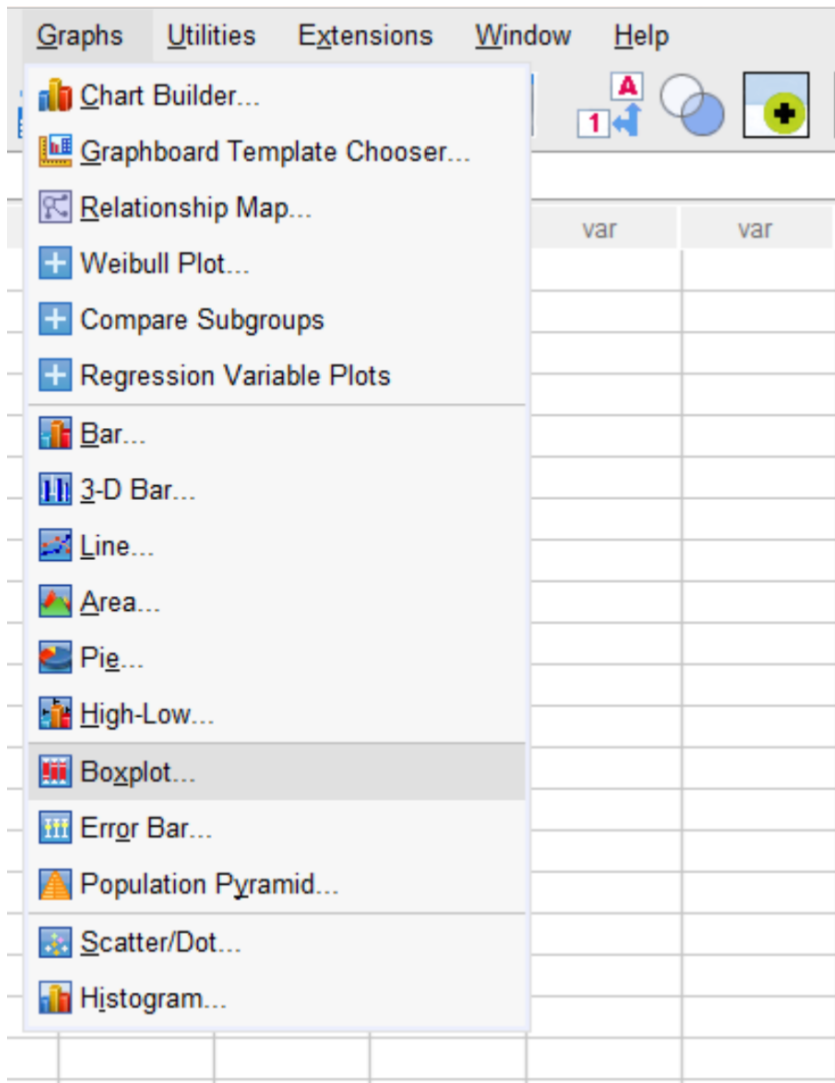 Graphs Utilities Extensions Window Help
Chart Builder...
A
1
Graphboard Template Chooser...
Relationship Map...
var var
Weibull Plot...
Compare Subgroups
Regression Variable Plots
Bar...
3-D Bar...
Line...
Area...
Pie...
High-Low...
Boxplot...
Error Bar...
Population Pyramid...
Scatter/Dot...
Histogram...